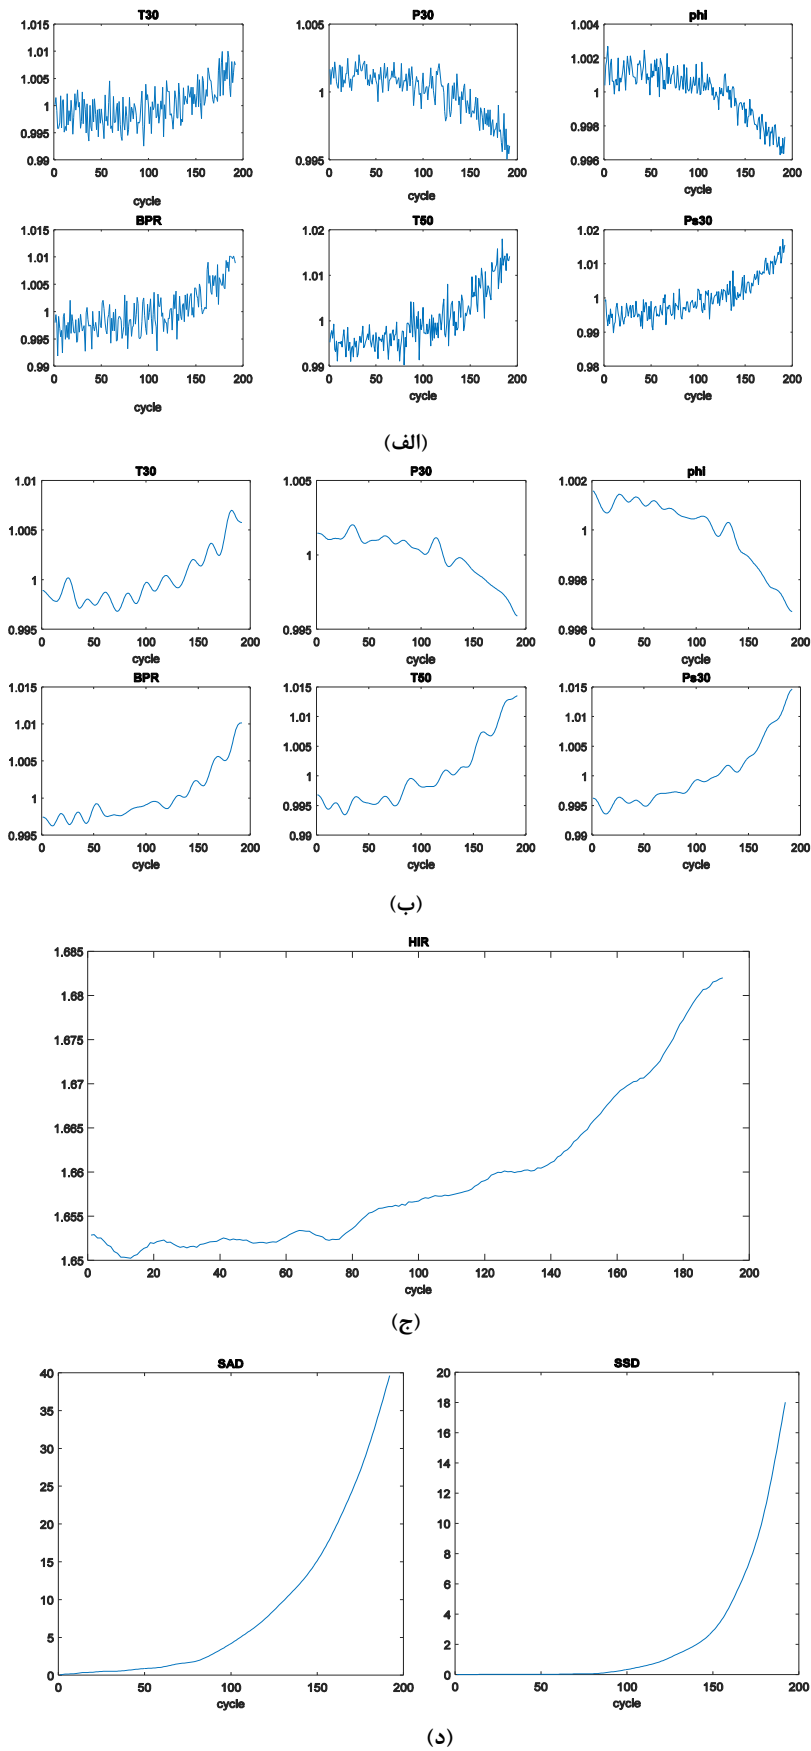 T30 P30 phi
1.015 1.01 1.005 1 0.995 0.99
1.005 1 0.995
1.004 1.002 1 0.998 0.996
0 50 100 150 200 0 50 100 150 200 0 50 100 150 200
cycle cycle cycle
BPR T50 Ps30
1.015 1.01 1.005 1 0.995 0.99
1.02 1.01 1 0.99
1.02 1.01 1 0.99 0.98
0 50 100 150 200 0 50 100 150 200 0 50 100 150 200
cycle cycle cycle
(الف)
T30 P30 phi
1.01 1.005 1 0.995
1.005 1 0.995
1.002 1 0.998 0.996
0 50 100 150 200 0 50 100 150 200 0 50 100 150 200
cycle cycle cycle
BPR T50 Ps30
1.015 1.01 1.005 1 0.995
1.015 1.01 1.005 1 0.995 0.99
1.015 1.01 1.005 1 0.995 0.99
0 50 100 150 200 0 50 100 150 200 0 50 100 150 200
cycle cycle cycle
(ب)
HIR
1.685
1.68
1.675
1.67
1.665
1.66
1.655
1.65
0 20 40 60 80 100 120 140 160 180 200
cycle
(ج)
SAD SSD
40 35 30 25 20 15 10 5 0
20 18 16 14 12 10 8 6 4 2 0
0 50 100 150 200 0 50 100 150 200
cycle cycle
(د)